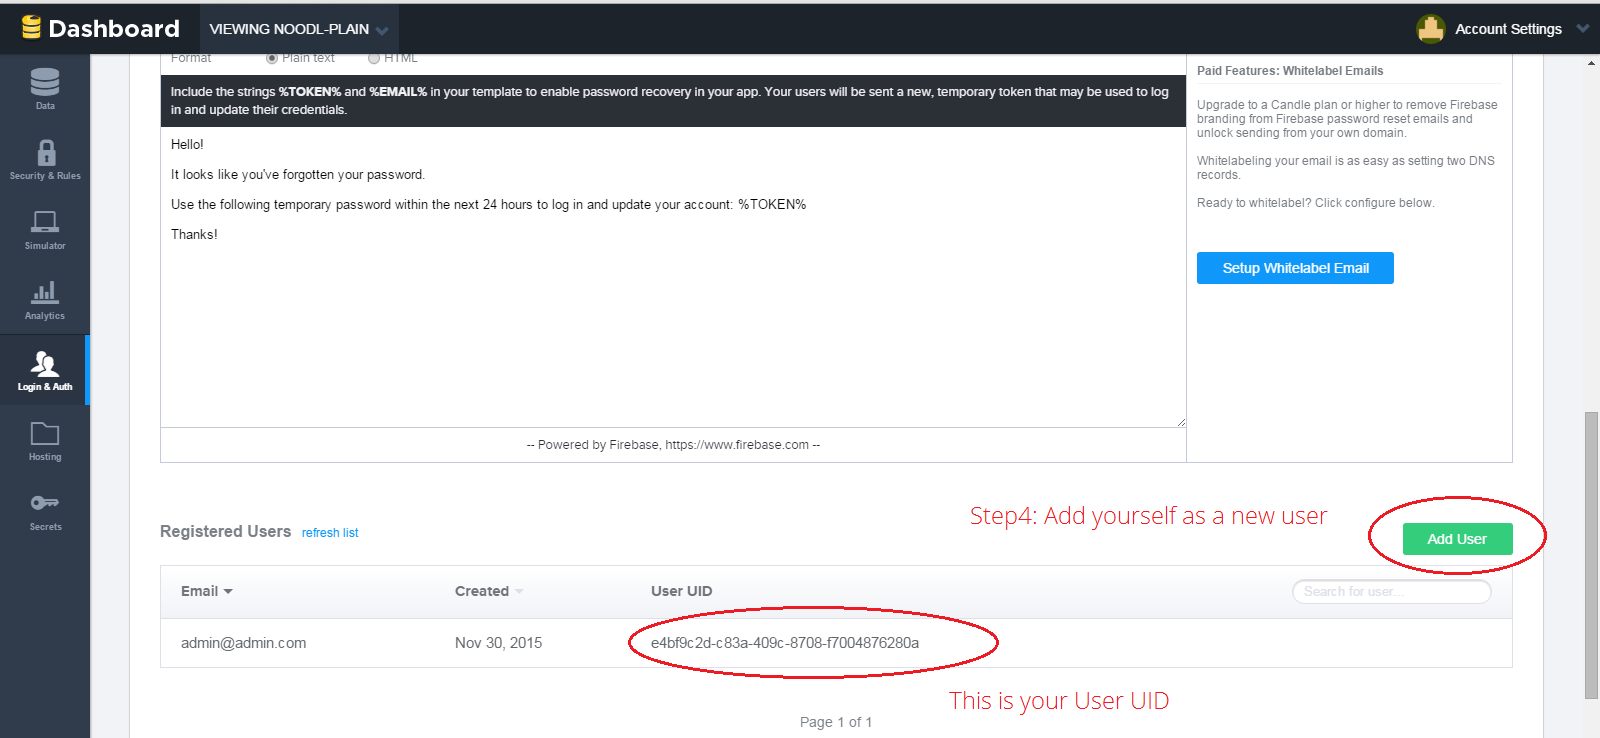 Dashboard
VIEWING NOODL-PLAIN
Account Settings
Data
Security & Rules
Simulator
Analytics
Login & Auth
Hosting
Secrets
Format Plain text HTML
Include the strings %TOKEN% and %EMAIL% in your template to enable password recovery in your app. Your users will be sent a new, temporary token that may be used to log
in and update their credentials.
Hello!
It looks like you've forgotten your password.
Use the following temporary password within the next 24 hours to log in and update your account: %TOKEN%
Thanks!
-- Powered by Firebase, https://www.firebase.com --
Paid Features: Whitelabel Emails
Upgrade to a Candle plan or higher to remove Firebase
branding from Firebase password reset emails and
unlock sending from your own domain.
Whitelabeling your email is as easy as setting two DNS
records.
Ready to whitelabel? Click configure below.
Setup Whitelabel Email
Step4: Add yourself as a new user
Registered Users refresh list
Add User
Email Created User UID Search for user...
admin@admin.com Nov 30, 2015 e4bf9c2d-c83a-409c-8708-f7004876280a
This is your User UID
Page 1 of 1